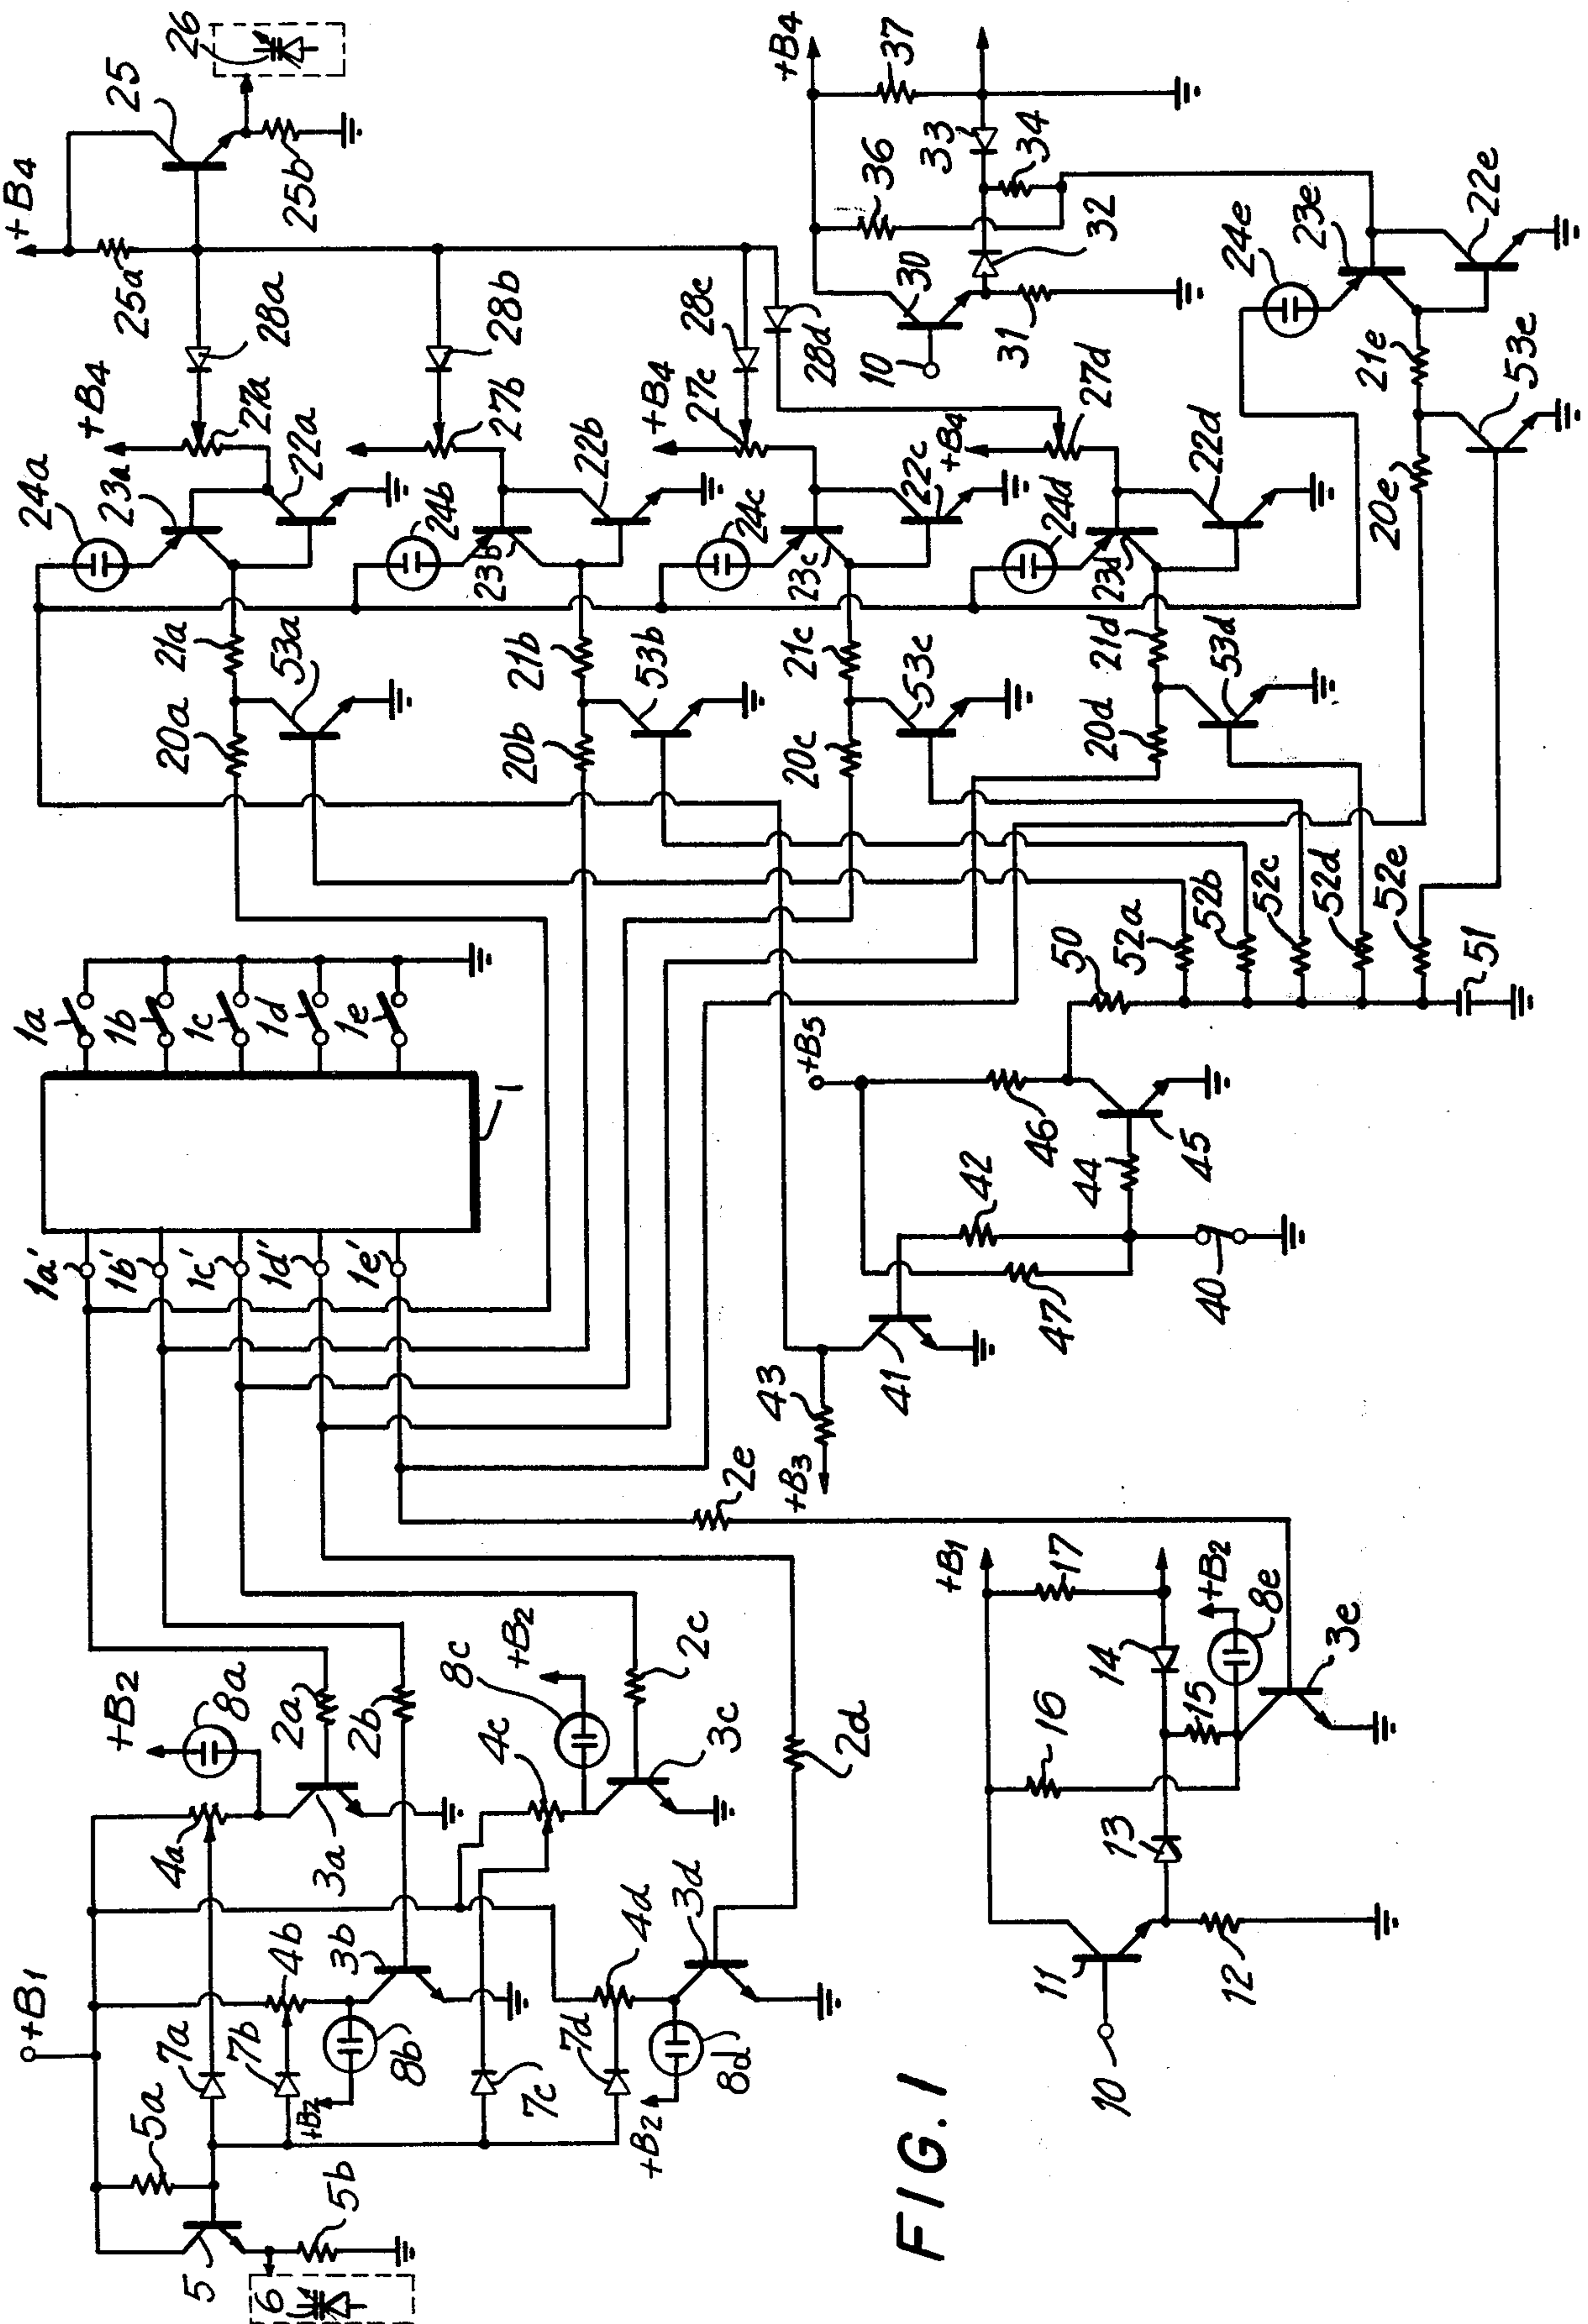 26
25
+B4
25b
25a
28a
28b
28c
28d
+B4
27a
27b
+B4
27c
+B4
27d
24a
23a
22a
24b
23b
22b
24c
23c
22c
24d
23d
22d
21a
53a
20a
21b
53b
20b
21c
53c
20c
21d
53d
20d
+B4
37
36
33
34
30
32
10
31
24e
23e
22e
21e
53e
20e
52a
52b
52c
52d
52e
50
51
1a
1b
1c
1d
1e
1
1a'
1b'
1c'
1d'
1e'
+B5
46
45
44
42
47
40
41
43
+B3
2e
+B2
8a
2a
2b
4a
3a
8c
+B2
2c
4c
3c
2d
+B1
7a
7b
4b
3b
8b
+B2
7c
7d
4d
3d
8d
+B2
5a
5b
5
6
+B1
17
14
+B2
8e
16
15
3e
13
11
12
10
FIG. 1